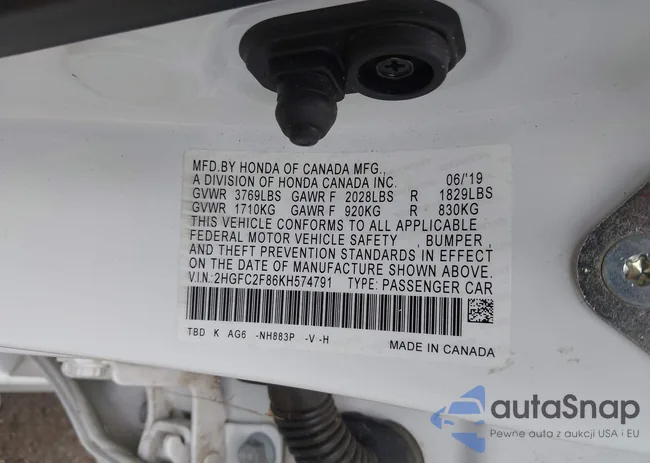 MFD.BY HONDA OF CANADA MFG.,
A DIVISION OF HONDA CANADA INC. 06/'19
GVWR 3769LBS GAWR F 2028LBS R 1829LBS
GVWR 1710KG GAWR F 920KG R 830KG
THIS VEHICLE CONFORMS TO ALL APPLICABLE
FEDERAL MOTOR VEHICLE SAFETY , BUMPER ,
AND THEFT PREVENTION STANDARDS IN EFFECT
ON THE DATE OF MANUFACTURE SHOWN ABOVE.
V.I.N.: 2HGFC2F86KH574791 TYPE: PASSENGER CAR
TBD K AG6 -NH883P -V -H
MADE IN CANADA
autaSnap
Pewne auta z aukcji USA i EU